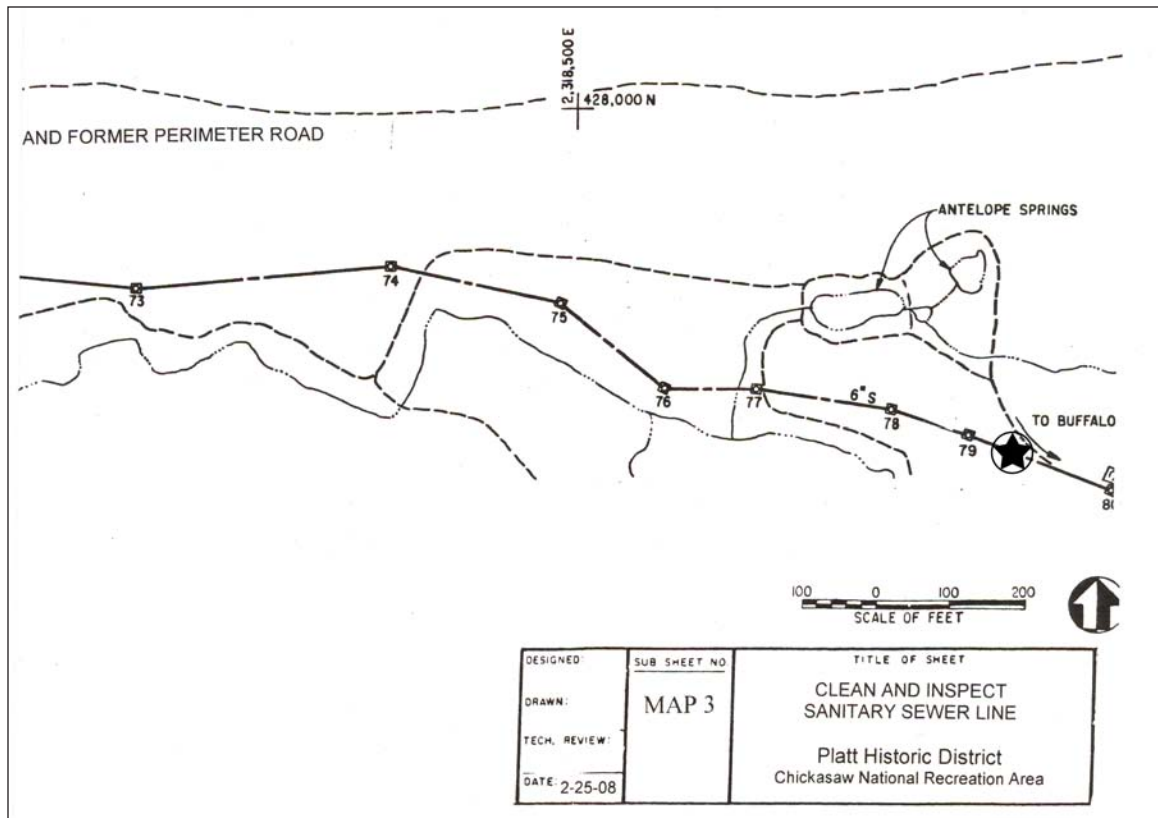 2,318,500 E
428,000 N
AND FORMER PERIMETER ROAD
ANTELOPE SPRINGS
73
74
75
76
77
6" S
78
79
TO BUFFALO
80
100 0 100 200
SCALE OF FEET
DESIGNED:
DRAWN:
TECH. REVIEW:
DATE: 2-25-08
SUB SHEET NO
MAP 3
TITLE OF SHEET
CLEAN AND INSPECT
SANITARY SEWER LINE
Platt Historic District
Chickasaw National Recreation Area